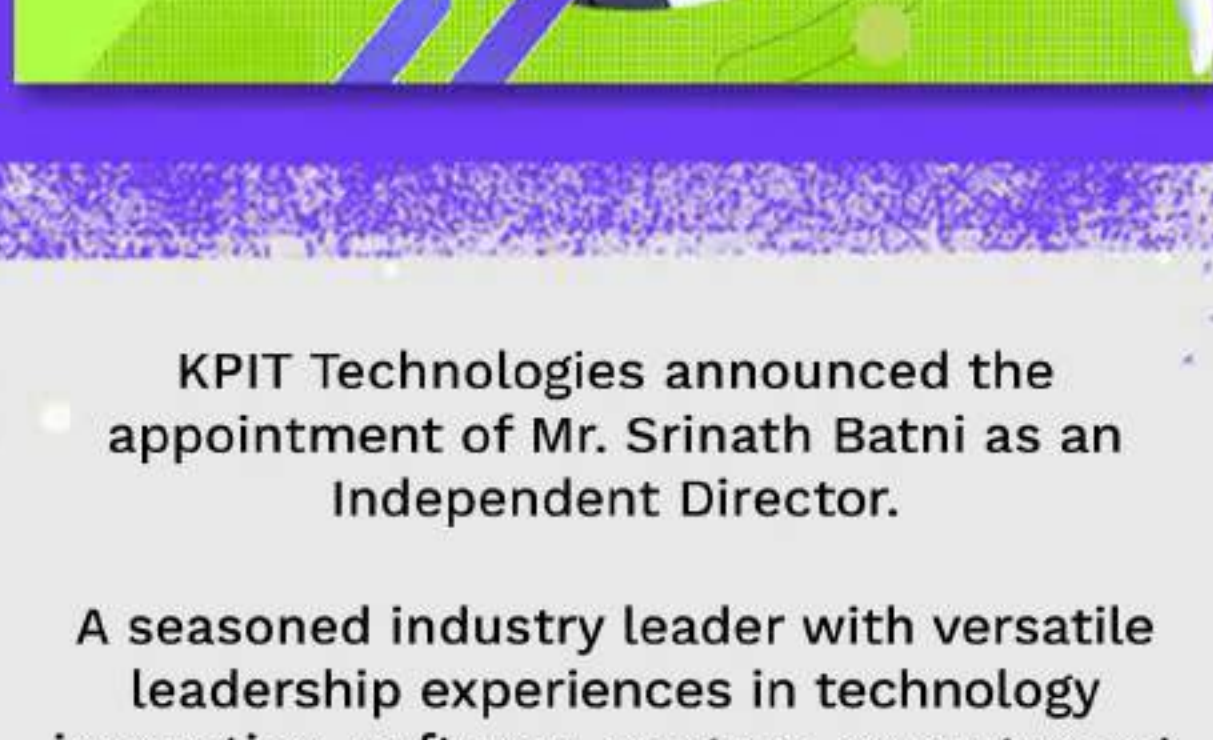 KPIT Technologies announced the
appointment of Mr. Srinath Batni as an
Independent Director.
A seasoned industry leader with versatile
leadership experiences in technology